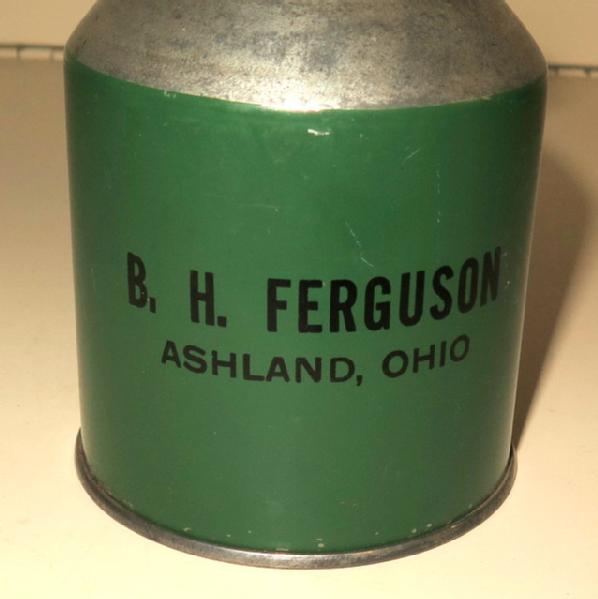 B. H. FERGUSON
ASHLAND, OHIO